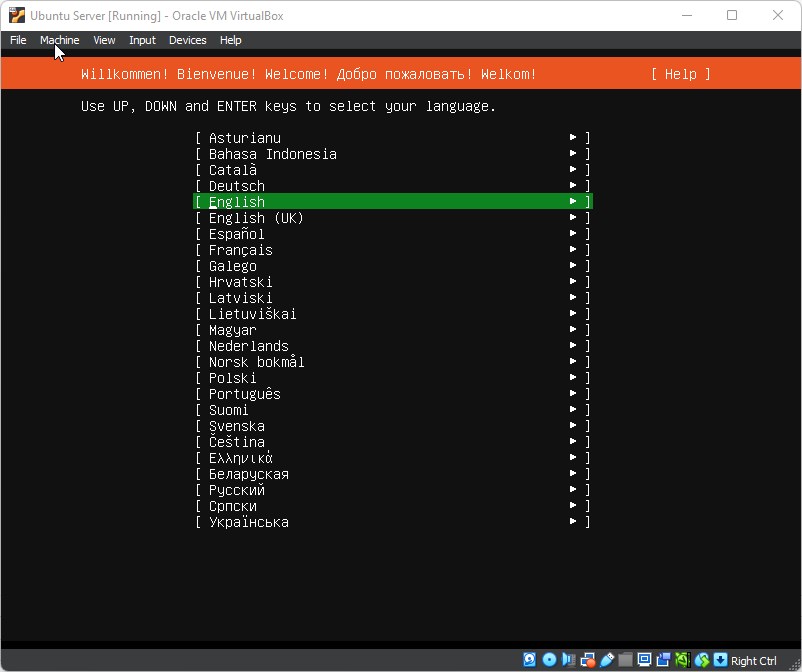 Ubuntu Server [Running] - Oracle VM VirtualBox
File Machine View Input Devices Help
Willkommen! Bienvenue! Welcome! Добро пожаловать! Welkom! [ Help ]
Use UP, DOWN and ENTER keys to select your language.
[ Asturianu ► ]
[ Bahasa Indonesia ► ]
[ Català ► ]
[ Deutsch ► ]
[ English ► ]
[ English (UK) ► ]
[ Español ► ]
[ Français ► ]
[ Galego ► ]
[ Hrvatski ► ]
[ Latviski ► ]
[ Lietuviškai ► ]
[ Magyar ► ]
[ Nederlands ► ]
[ Norsk bokmål ► ]
[ Polski ► ]
[ Português ► ]
[ Suomi ► ]
[ Svenska ► ]
[ Čeština ► ]
[ Ελληνικά ► ]
[ Беларуская ► ]
[ Русский ► ]
[ Српски ► ]
[ Українська ► ]
Right Ctrl